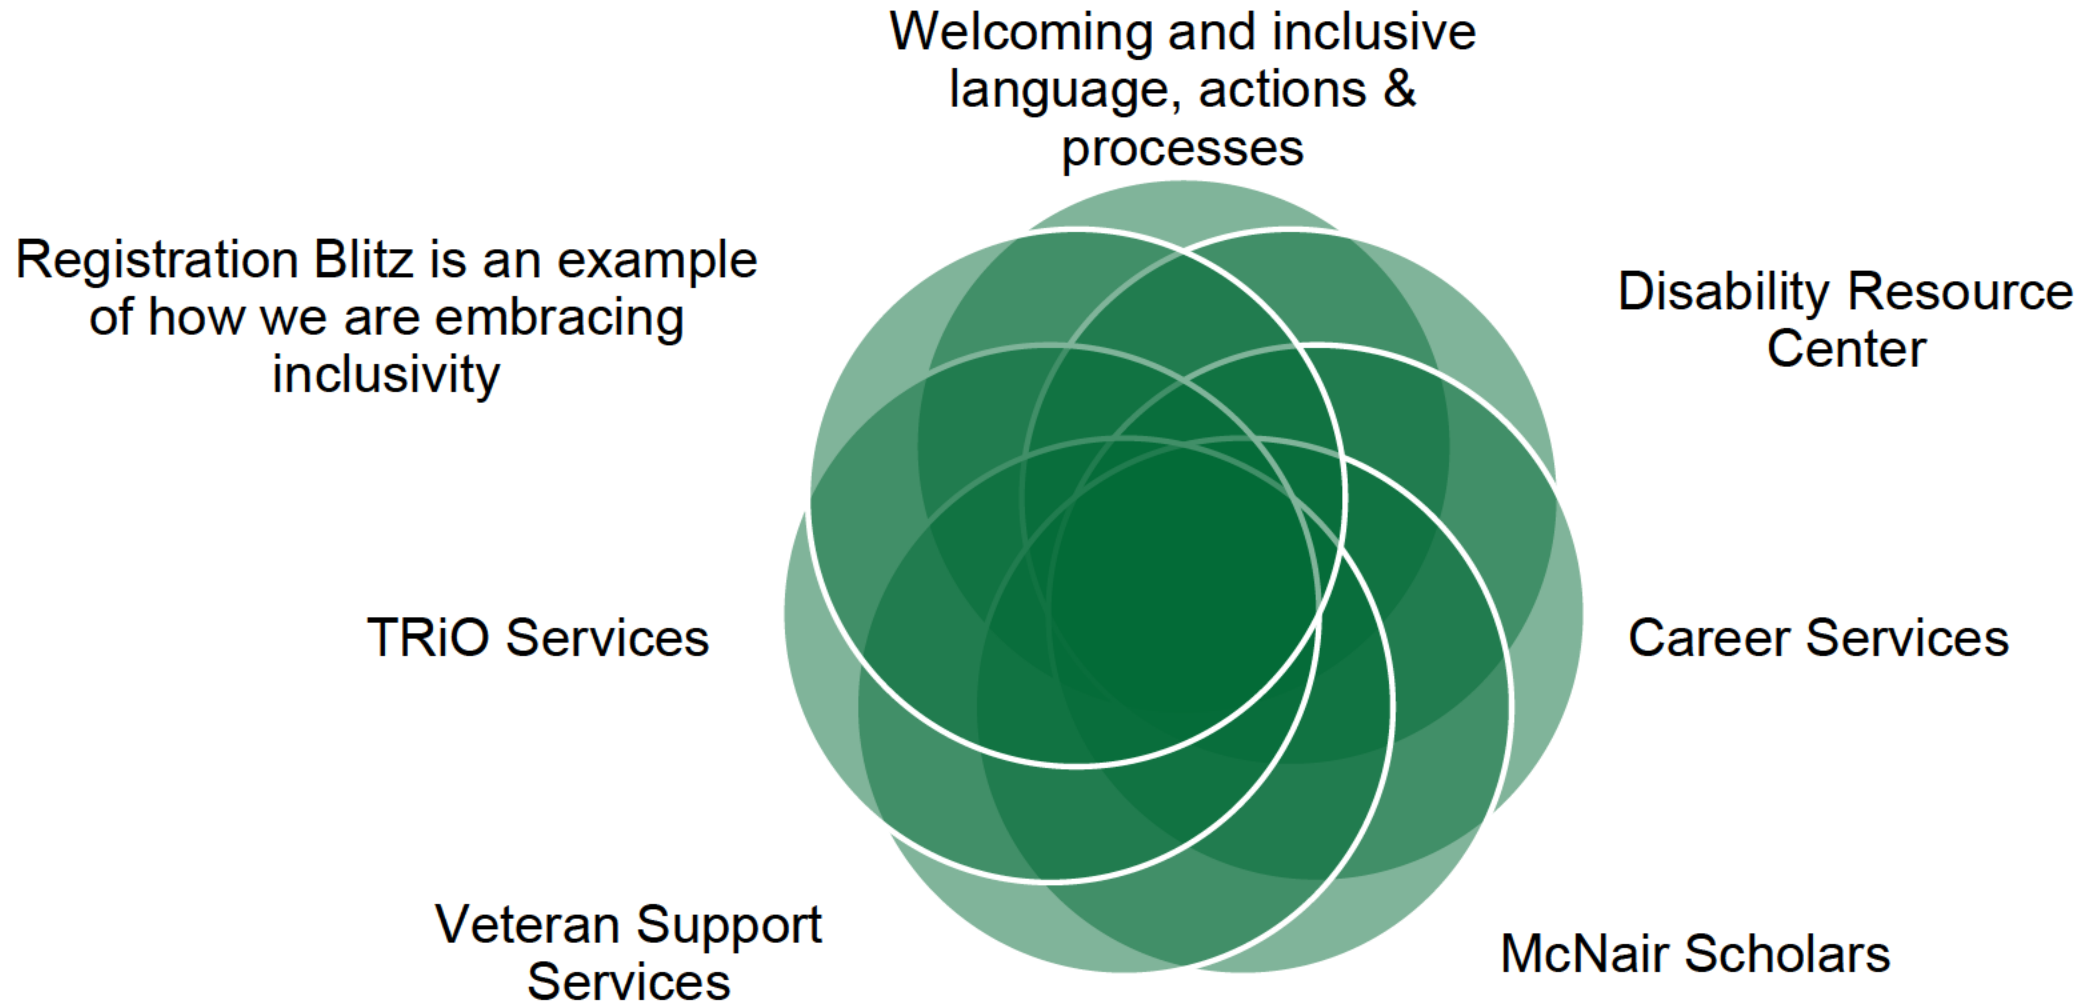 Welcoming and inclusive
language, actions &
processes
Registration Blitz is an example
of how we are embracing
inclusivity
Disability Resource
Center
TRiO Services
Career Services
Veteran Support
Services
McNair Scholars